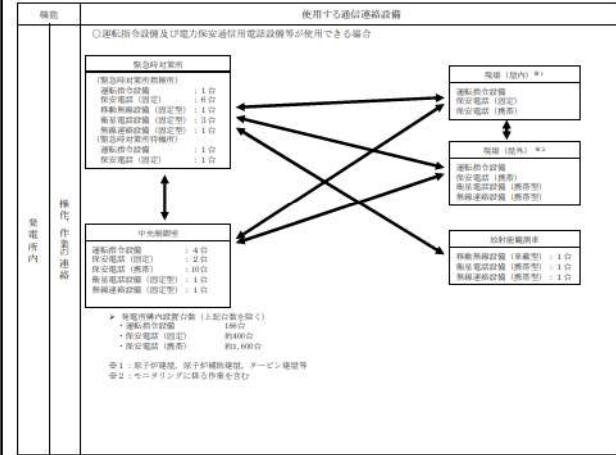 機能
使用する通信連絡設備
○運転指令設備及び電力保安通信用電話設備等が使用できる場合
発電所内
操作、作業の連絡
緊急時対策所
(緊急時対策所指揮所)
運転指令設備 : 1台
保安電話(固定) : 6台
移動無線設備(固定型) : 1台
衛星電話設備(固定型) : 3台
無線連絡設備(固定型) : 1台
(緊急時対策所待機所)
運転指令設備 : 1台
保安電話(固定) : 1台
中央制御室
運転指令設備 : 4台
保安電話(固定) : 2台
保安電話(携帯) : 10台
衛星電話設備(固定型) : 1台
無線連絡設備(固定型) : 1台
現場(屋内)※1
運転指令設備
保安電話(固定)
保安電話(携帯)
現場(屋外)※2
運転指令設備
保安電話(携帯)
衛星電話設備(携帯型)
無線連絡設備(携帯型)
放射能観測車
移動無線設備(車載型) : 1台
衛星電話設備(携帯型) : 1台
無線連絡設備(携帯型) : 1台
➢ 発電所構内設置台数(上記台数を除く)
・運転指令設備 186台
・保安電話(固定) 約400台
・保安電話(携帯) 約1,600台
※1:原子炉建屋、原子炉補助建屋、タービン建屋等
※2:モニタリングに係る作業を含む